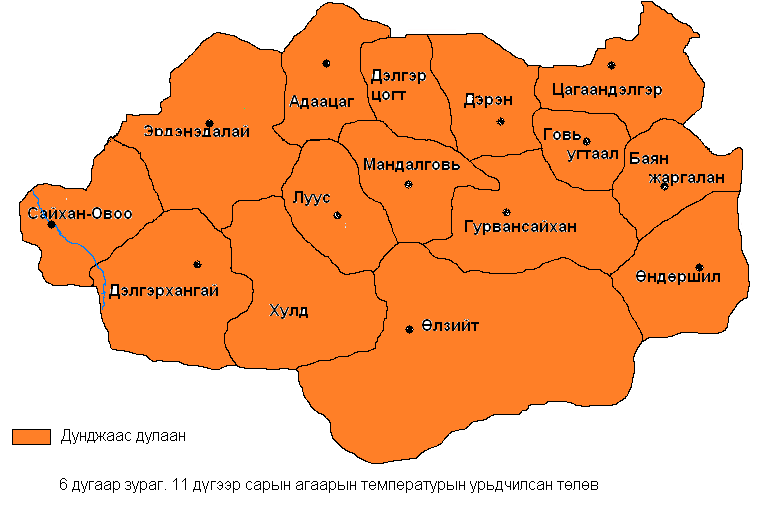 Дэлгэр
цогт
Адаацаг
Дэрэн
Цагаандэлгэр
Эрдэнэдалай
Говь
угтаал
Мандалговь
Баян
жаргалан
Луус
Сайхан-Овоо
Гурвансайхан
Өндөршил
Дэлгэрхангай
Хулд
Өлзийт
Дунджаас дулаан
6 дугаар зураг. 11 дүгээр сарын агаарын температурын урьдчилсан төлөв